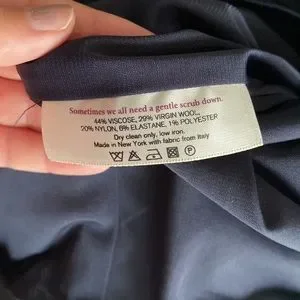 Sometimes we all need a gentle scrub down.
44% VISCOSE, 29% VIRGIN WOOL,
20% NYLON, 6% ELASTANE, 1% POLYESTER
Dry clean only, low iron.
Made in New York with fabric from Italy